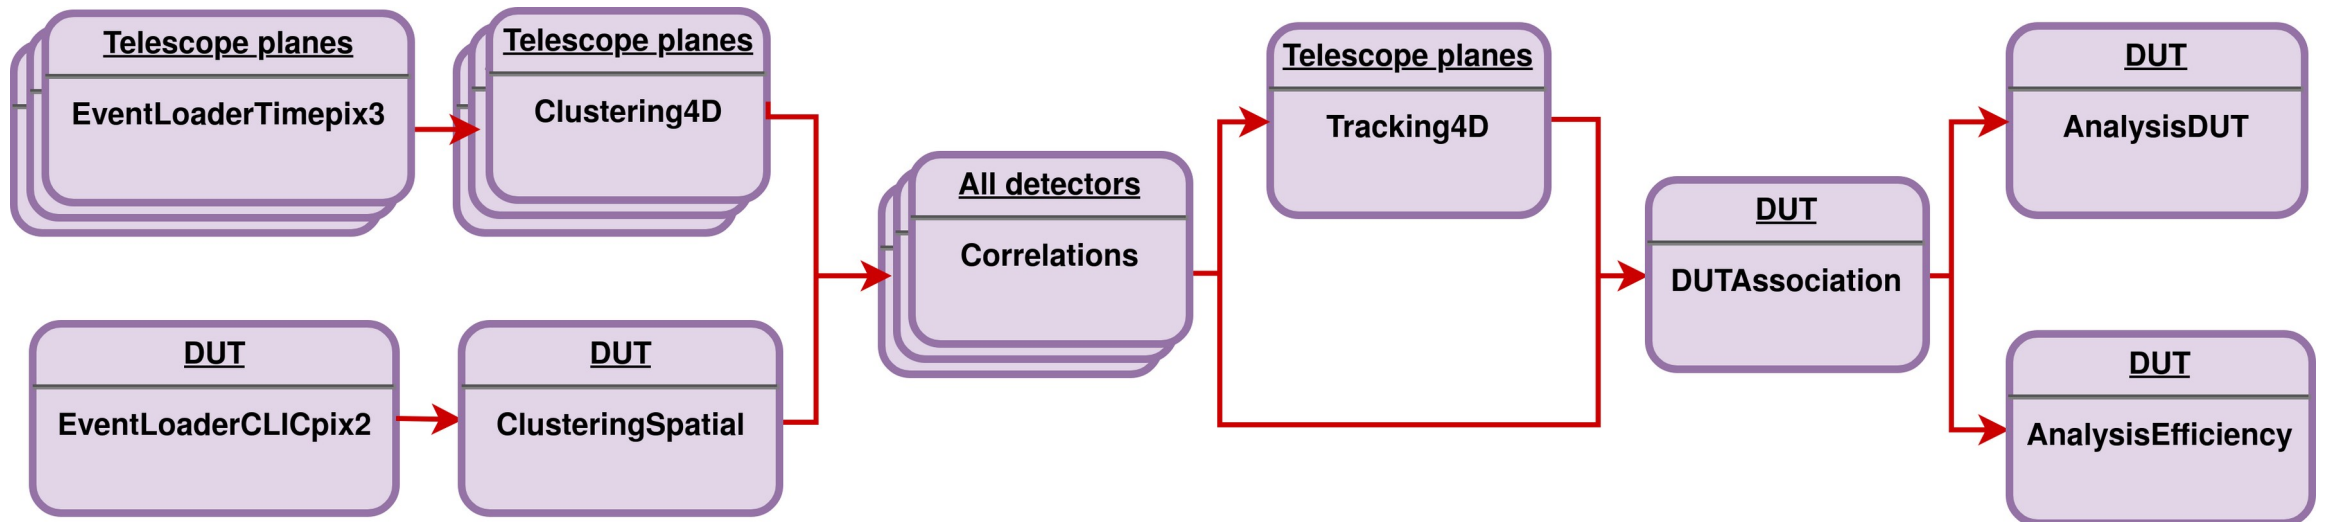 Telescope planes
EventLoaderTimepix3
Telescope planes
Clustering4D
DUT
EventLoaderCLICpix2
DUT
ClusteringSpatial
All detectors
Correlations
Telescope planes
Tracking4D
DUT
DUTAssociation
DUT
AnalysisDUT
DUT
AnalysisEfficiency